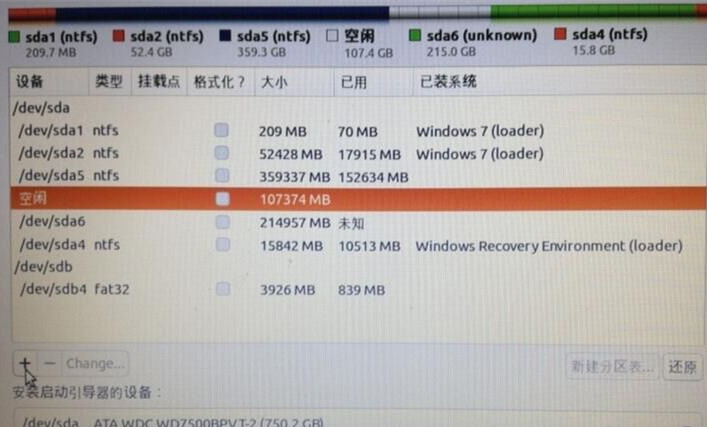 sda1 (ntfs) sda2 (ntfs) sda5 (ntfs) 空闲 sda6 (unknown) sda4 (ntfs)
209.7 MB 52.4 GB 359.3 GB 107.4 GB 215.0 GB 15.8 GB
设备 类型 挂载点 格式化？ 大小 已用 已装系统
/dev/sda
/dev/sda1 ntfs 209 MB 70 MB Windows 7 (loader)
/dev/sda2 ntfs 52428 MB 17915 MB Windows 7 (loader)
/dev/sda5 ntfs 359337 MB 152634 MB
空闲 107374 MB
/dev/sda6 214957 MB 未知
/dev/sda4 ntfs 15842 MB 10513 MB Windows Recovery Environment (loader)
/dev/sdb
/dev/sdb4 fat32 3926 MB 839 MB
+ − Change... 新建分区表... 还原
安装启动引导器的设备：
/dev/sda ATA WDC WD7500BPVT-2 (750.2 GB)